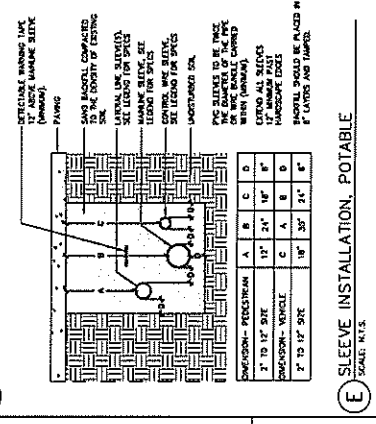 DETECTABLE WARNING TAPE
12" ABOVE MAINLINE SLEEVE
(MINIMUM).
PAVING
SAND BACKFILL COMPACTED
TO THE DENSITY OF EXISTING
SOIL
LATERAL LINE SLEEVE(S),
SEE LEGEND FOR SPECS
MAINLINE SLEEVE, SEE
LEGEND FOR SPECS
CONTROL WIRE SLEEVE,
SEE LEGEND FOR SPECS
UNDISTURBED SOIL
PVC SLEEVES TO BE TWICE
THE DIAMETER OF THE PIPE
OR WIRE BUNDLE CARRIED
WITHIN (MINIMUM).
EXTEND ALL SLEEVES
12" MINIMUM PAST
HARDSCAPE EDGES
BACKFILL SHOULD BE PLACED IN
6" LAYERS AND TAMPED.
A
B
C
D
D
D
D
DIMENSION- PEDESTRIAN A B C D
2" TO 12" SIZE 12" 24" 18" 6"
DIMENSION- VEHICLE C A B D
2" TO 12" SIZE 18" 30" 24" 6"
E SLEEVE INSTALLATION, POTABLE
SCALE: N.T.S.